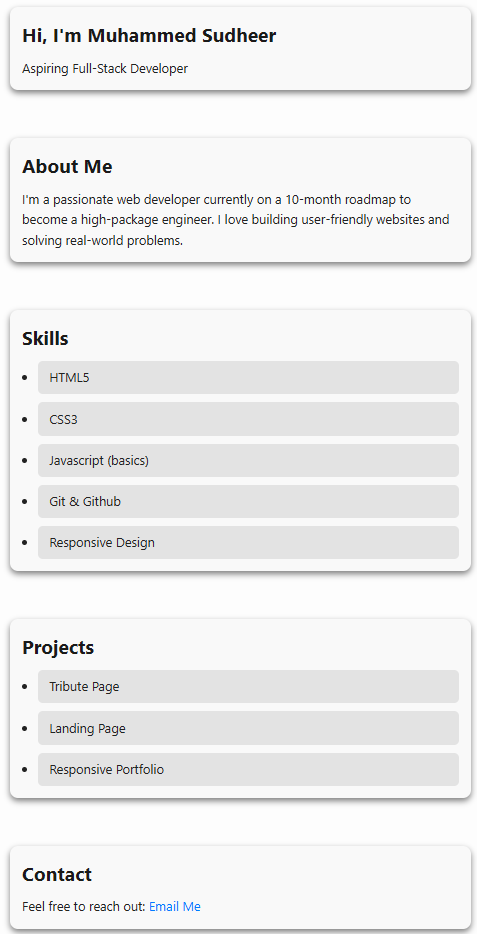 Hi, I'm Muhammed Sudheer
Aspiring Full-Stack Developer
About Me
I'm a passionate web developer currently on a 10-month roadmap to
become a high-package engineer. I love building user-friendly websites and
solving real-world problems.
Skills
HTML5
CSS3
Javascript (basics)
Git & Github
Responsive Design
Projects
Tribute Page
Landing Page
Responsive Portfolio
Contact
Feel free to reach out: Email Me